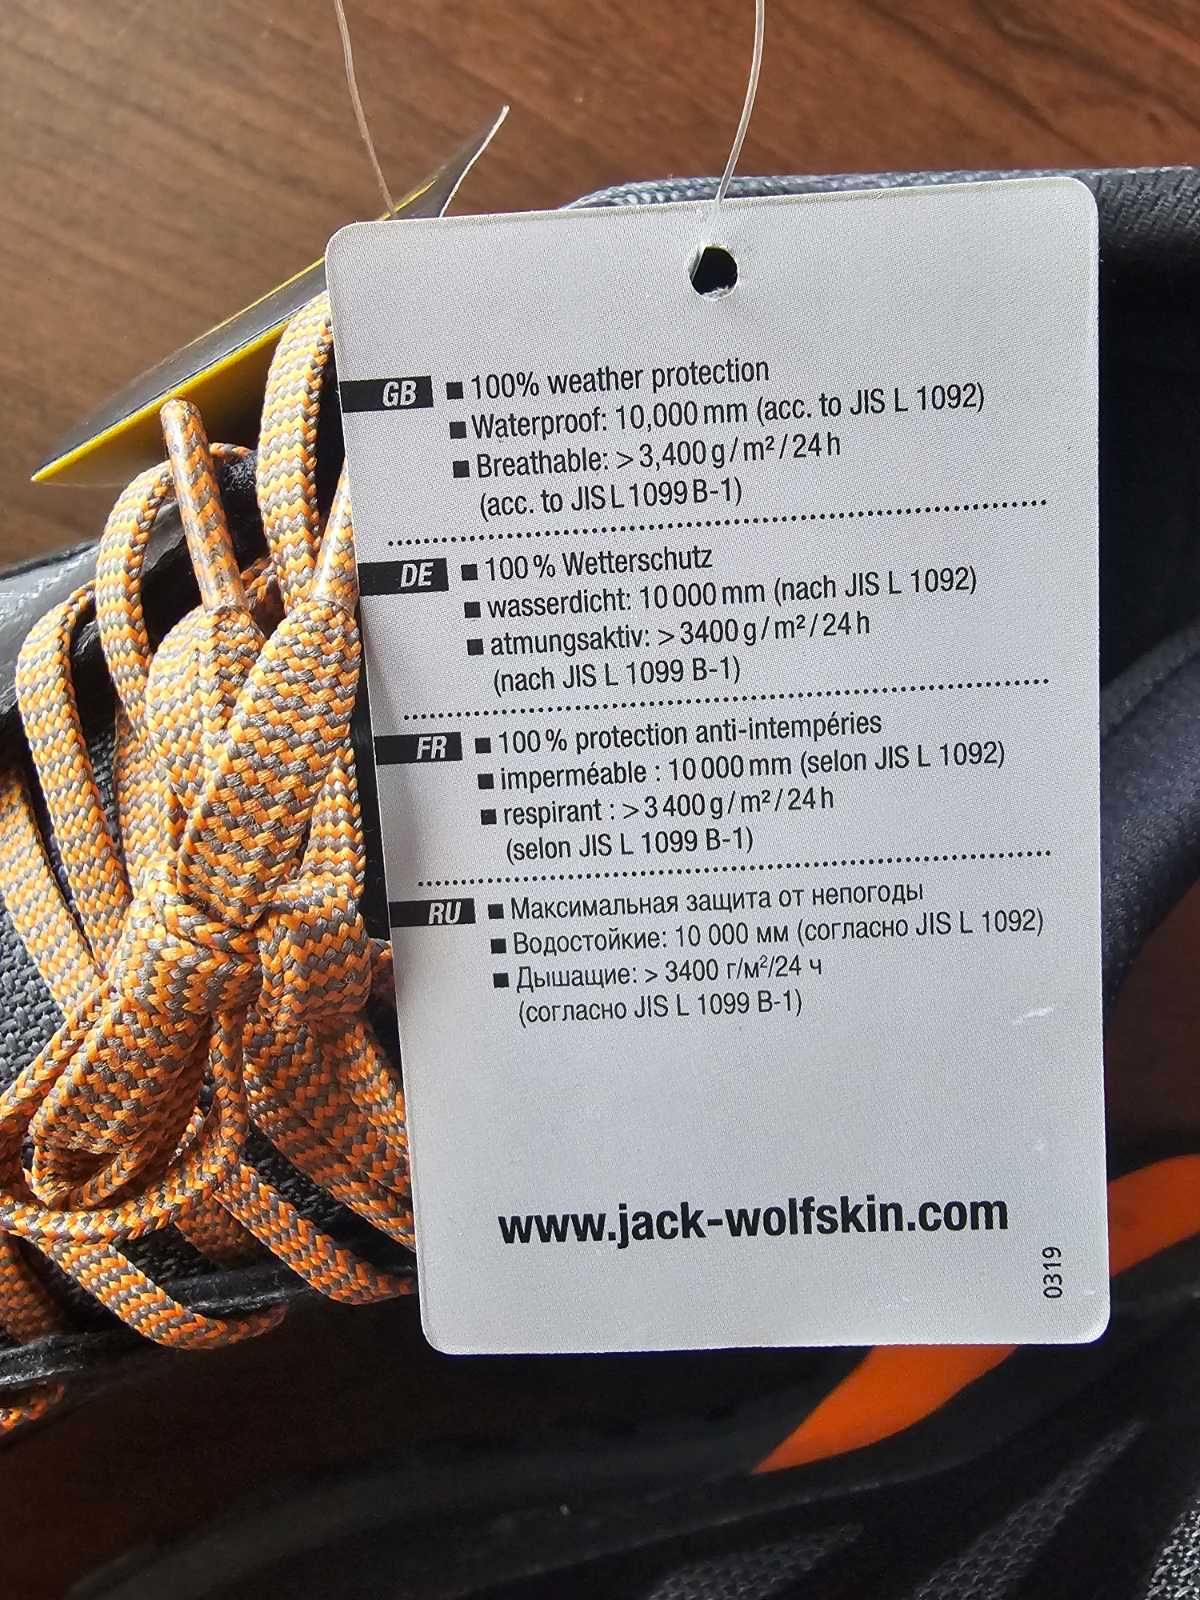 GB ■ 100% weather protection
■ Waterproof: 10,000 mm (acc. to JIS L 1092)
■ Breathable: > 3,400 g/m²/24 h
(acc. to JIS L 1099 B-1)
DE ■ 100 % Wetterschutz
■ wasserdicht: 10 000 mm (nach JIS L 1092)
■ atmungsaktiv: > 3400 g/m²/24 h
(nach JIS L 1099 B-1)
FR ■ 100 % protection anti-intempéries
■ imperméable : 10 000 mm (selon JIS L 1092)
■ respirant : > 3 400 g/m²/24 h
(selon JIS L 1099 B-1)
RU ■ Максимальная защита от непогоды
■ Водостойкие: 10 000 мм (согласно JIS L 1092)
■ Дышащие: > 3400 г/м²/24 ч
(согласно JIS L 1099 B-1)
www.jack-wolfskin.com
0319